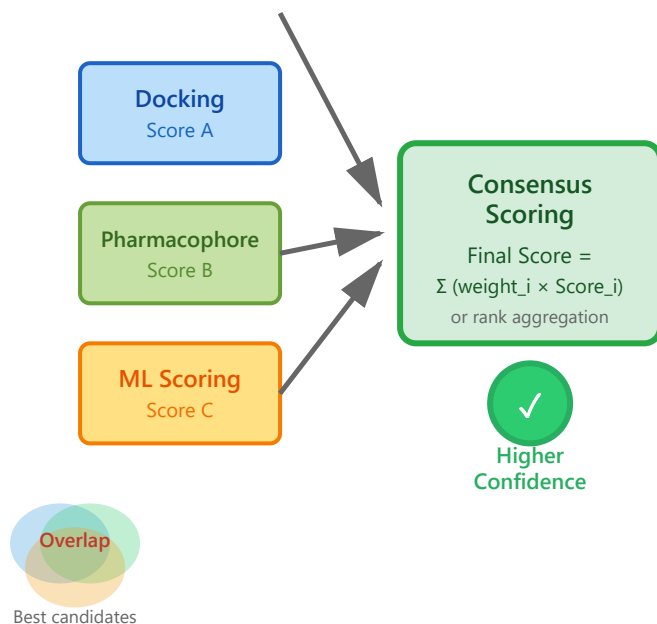 Docking
Score A
Pharmacophore
Score B
ML Scoring
Score C
Consensus
Scoring
Final Score =
Σ (weight_i × Score_i)
or rank aggregation
✓
Higher
Confidence
Overlap
Best candidates